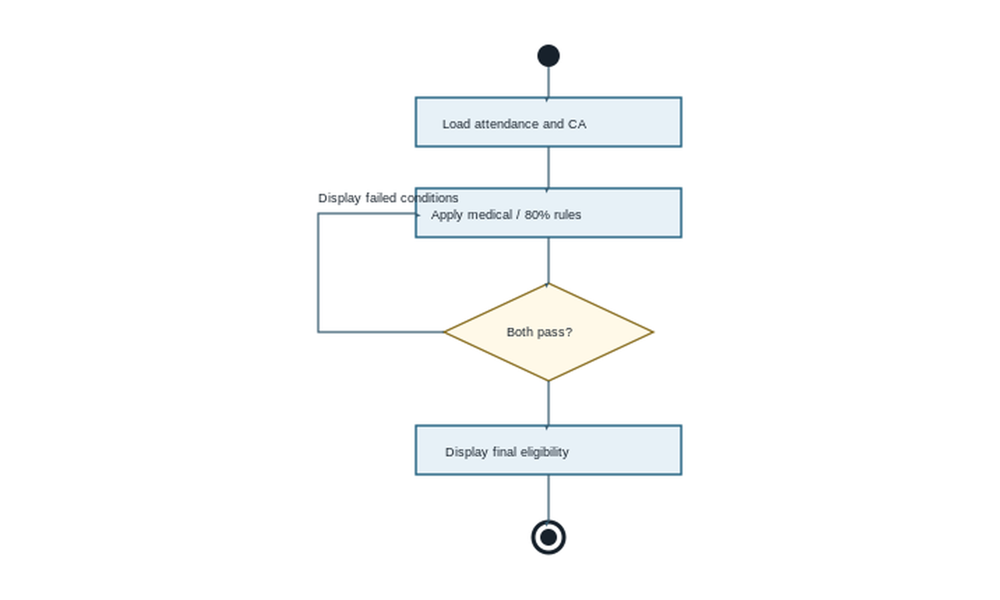 Load attendance and CA
Display failed conditions
Apply medical / 80% rules
Both pass?
Display final eligibility